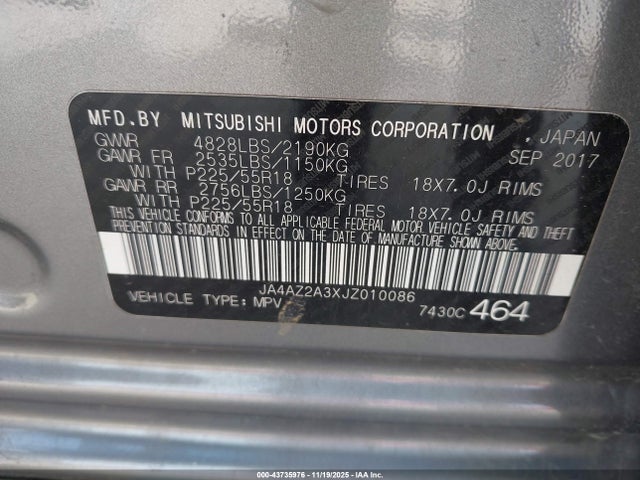 MFD.BY MITSUBISHI MOTORS CORPORATION , JAPAN
GVWR 4828LBS/2190KG SEP 2017
GAWR FR 2535LBS/1150KG
WITH P225/55R18 TIRES 18X7.0J RIMS
GAWR RR 2756LBS/1250KG
WITH P225/55R18 TIRES 18X7.0J RIMS
THIS VEHICLE CONFORMS TO ALL APPLICABLE FEDERAL MOTOR VEHICLE SAFETY AND THEFT
PREVENTION STANDARDS IN EFFECT ON THE DATE OF MANUFACTURE SHOWN ABOVE.
JA4AZ2A3XJZ010086
VEHICLE TYPE:MPV 7430C 464
000-43735976 - 11/19/2025 - IAAI, Inc.